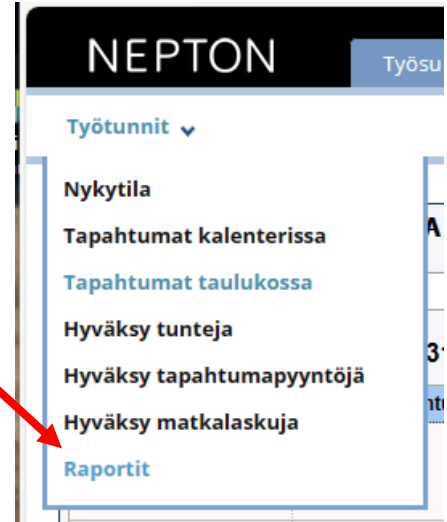 NEPTON
Työsu
Työtunnit
Nykytila
Tapahtumat kalenterissa
Tapahtumat taulukossa
Hyväksy tunteja
Hyväksy tapahtumapyyntöjä
Hyväksy matkalaskuja
Raportit